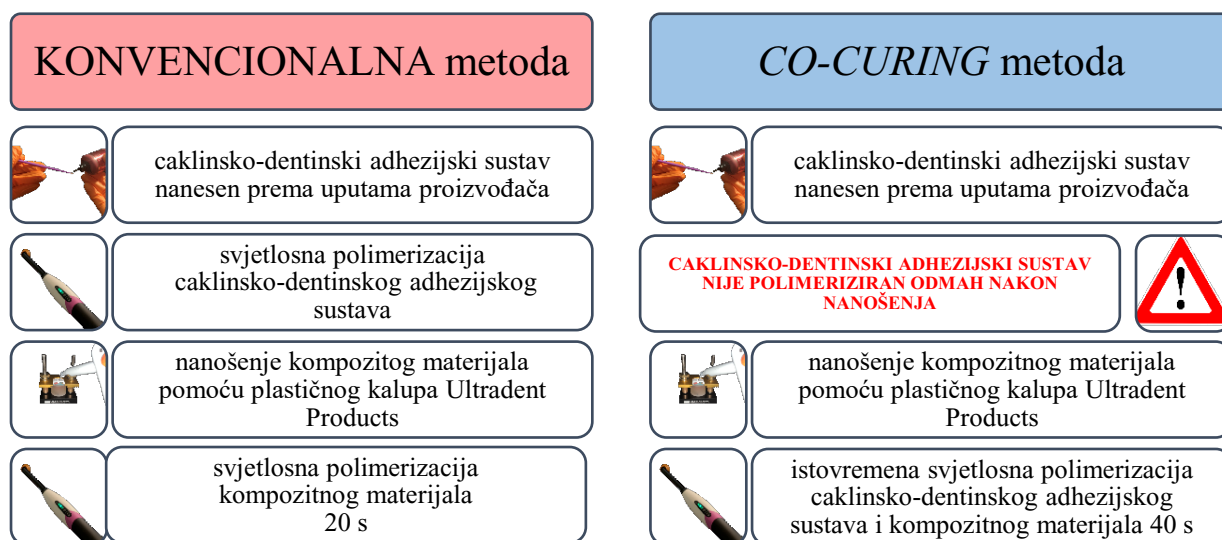 KONVENCIONALNA metoda
caklinsko-dentinski adhezijski sustav
nanesen prema uputama proizvođača
svjetlosna polimerizacija
caklinsko-dentinskog adhezijskog
sustava
nanošenje kompozitog materijala
pomoću plastičnog kalupa Ultradent
Products
svjetlosna polimerizacija
kompozitnog materijala
20 s
CO-CURING metoda
caklinsko-dentinski adhezijski sustav
nanesen prema uputama proizvođača
CAKLINSKO-DENTINSKI ADHEZIJSKI SUSTAV
NIJE POLIMERIZIRAN ODMAH NAKON
NANOŠENJA
nanošenje kompozitnog materijala
pomoću plastičnog kalupa Ultradent
Products
istovremena svjetlosna polimerizacija
caklinsko-dentinskog adhezijskog
sustava i kompozitnog materijala 40 s